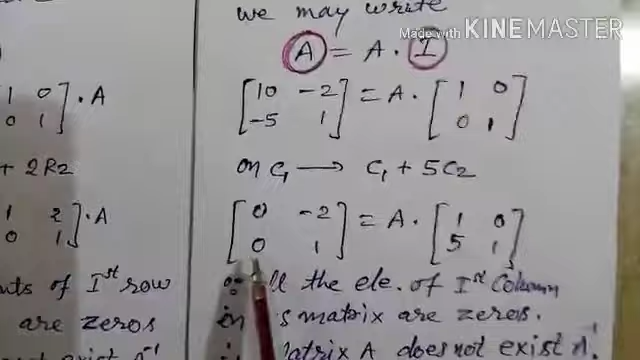 we may write
Made with KINEMASTER
A = A · I
[10 -2
-5 1] = A · [1 0
0 1]
on C₁ → C₁ + 5C₂
[0 -2
0 1] = A · [1 0
5 1]
the ele. of Iˢᵗ Column
matrix are zeros.
Matrix A does not exist
1 0
0 1] · A
+ 2R₂
1 2
0 1] · A
of Iˢᵗ row
are zeros